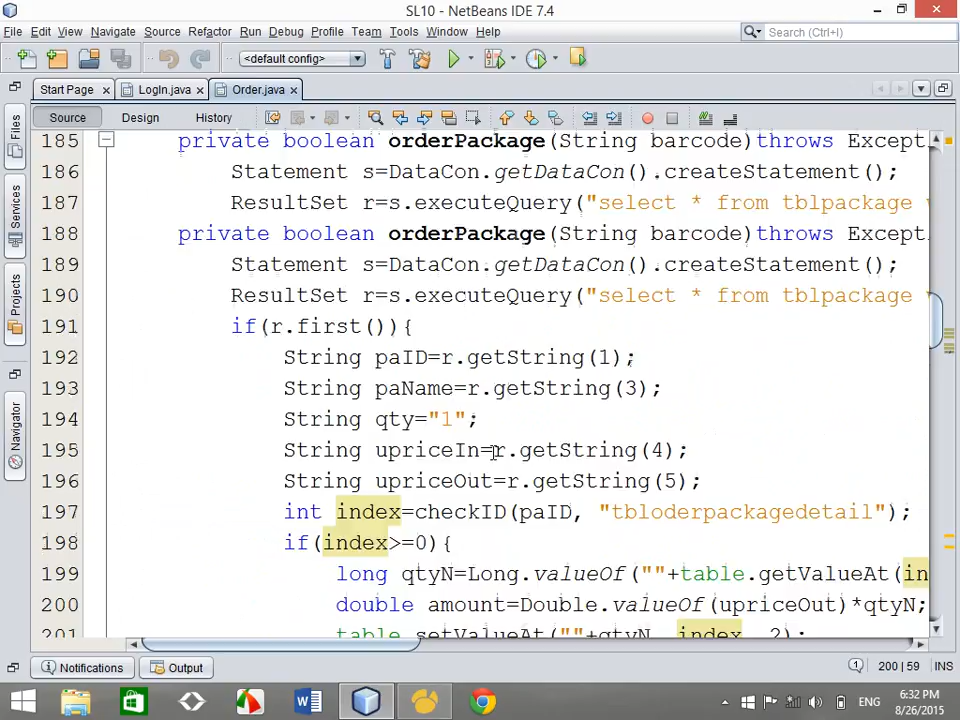 SL10 - NetBeans IDE 7.4
File Edit View Navigate Source Refactor Run Debug Profile Team Tools Window Help
Search (Ctrl+I)
<default config>
Start Page LogIn.java Order.java
Source Design History
Files
Services
Projects
Navigator
185 private boolean orderPackage(String barcode)throws Except
186 Statement s=DataCon.getDataCon().createStatement();
187 ResultSet r=s.executeQuery("select * from tblpackage w
188 private boolean orderPackage(String barcode)throws Except
189 Statement s=DataCon.getDataCon().createStatement();
190 ResultSet r=s.executeQuery("select * from tblpackage w
191 if(r.first()){
192 String paID=r.getString(1);
193 String paName=r.getString(3);
194 String qty="1";
195 String upriceIn=r.getString(4);
196 String upriceOut=r.getString(5);
197 int index=checkID(paID, "tbloderpackagedetail");
198 if(index>=0){
199 long qtyN=Long.valueOf(""+table.getValueAt(in
200 double amount=Double.valueOf(upriceOut)*qtyN;
201 table.setValueAt(""+qtyN, index, 2);
Notifications Output
1 200 | 59 INS
ENG
6:32 PM
8/26/2015